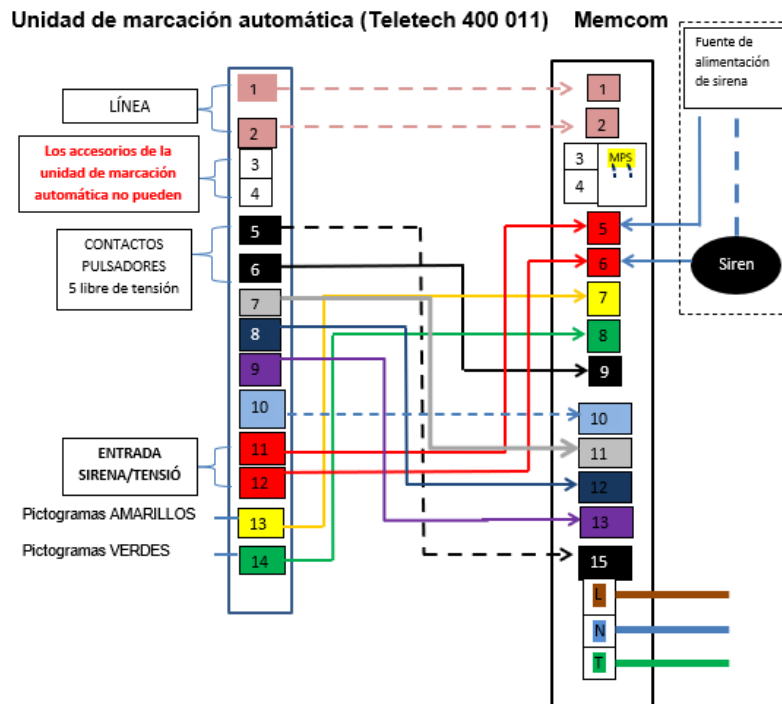 Unidad de marcación automática (Teletech 400 011) Memcom
Fuente de
alimentación
de sirena
1
2
LÍNEA
Los accesorios de la
unidad de marcación
automática no pueden
3
4
CONTACTOS
PULSADORES
5 libre de tensión
5
6
7
8
9
10
ENTRADA
SIRENA/TENSIÓ
11
12
Pictogramas AMARILLOS
13
Pictogramas VERDES
14
1
2
3
4
MPS
5
6
7
8
9
10
11
12
13
15
L
N
T
Siren